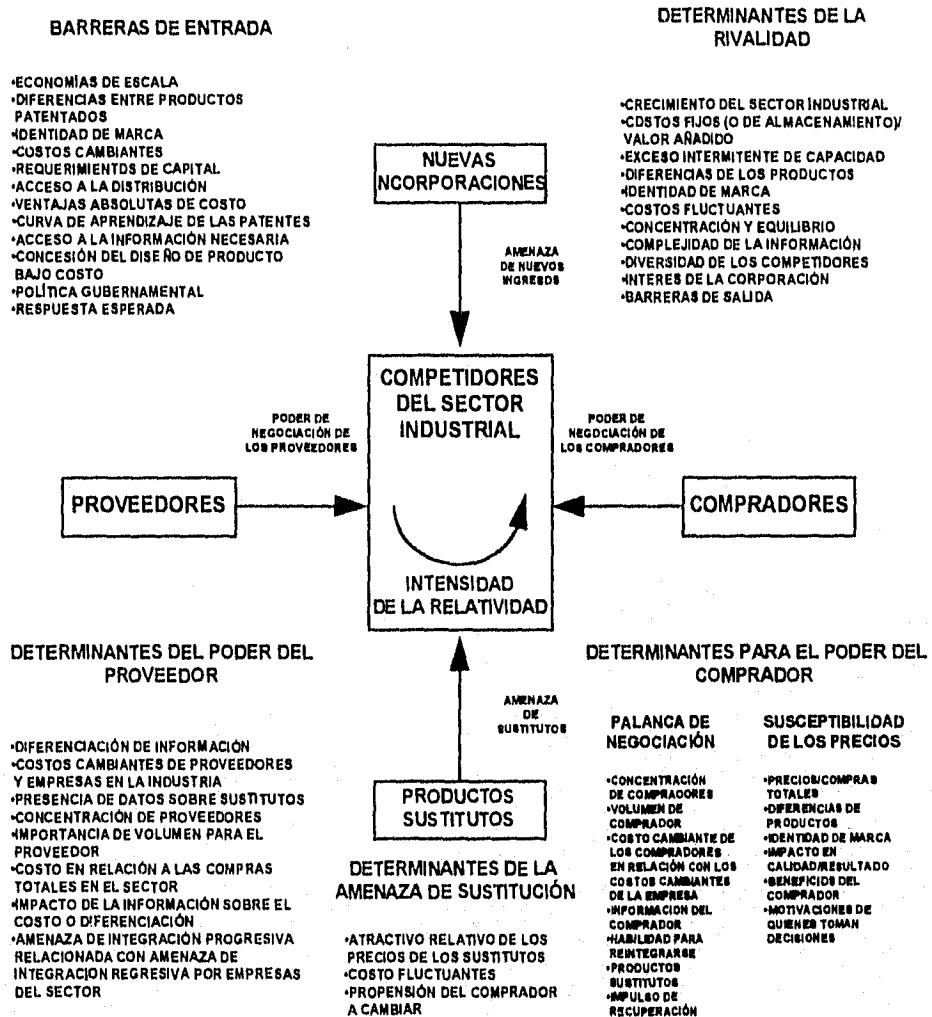 BARRERAS DE ENTRADA
•ECONOMÍAS DE ESCALA
•DIFERENCIAS ENTRE PRODUCTOS
PATENTADOS
•IDENTIDAD DE MARCA
•COSTOS CAMBIANTES
•REQUERIMIENTOS DE CAPITAL
•ACCESO A LA DISTRIBUCIÓN
•VENTAJAS ABSOLUTAS DE COSTO
•CURVA DE APRENDIZAJE DE LAS PATENTES
•ACCESO A LA INFORMACIÓN NECESARIA
•CONCESIÓN DEL DISEÑO DE PRODUCTO
BAJO COSTO
•POLÍTICA GUBERNAMENTAL
•RESPUESTA ESPERADA
NUEVAS
NCORPORACIONES
AMENAZA
DE NUEVOS
INGRESOS
DETERMINANTES DE LA
RIVALIDAD
•CRECIMIENTO DEL SECTOR INDUSTRIAL
•COSTOS FIJOS (O DE ALMACENAMIENTO)/
VALOR AÑADIDO
•EXCESO INTERMITENTE DE CAPACIDAD
•DIFERENCIAS DE LOS PRODUCTOS
•IDENTIDAD DE MARCA
•COSTOS FLUCTUANTES
•CONCENTRACIÓN Y EQUILIBRIO
•COMPLEJIDAD DE LA INFORMACIÓN
•DIVERSIDAD DE LOS COMPETIDORES
•INTERES DE LA CORPORACIÓN
•BARRERAS DE SALIDA
PODER DE
NEGOCIACIÓN DE
LOS PROVEEDORES
PROVEEDORES
COMPETIDORES
DEL SECTOR
INDUSTRIAL
INTENSIDAD
DE LA RELATIVIDAD
PODER DE
NEGOCIACIÓN DE
LOS COMPRADORES
COMPRADORES
DETERMINANTES DEL PODER DEL
PROVEEDOR
•DIFERENCIACIÓN DE INFORMACIÓN
•COSTOS CAMBIANTES DE PROVEEDORES
Y EMPRESAS EN LA INDUSTRIA
•PRESENCIA DE DATOS SOBRE SUSTITUTOS
•CONCENTRACIÓN DE PROVEEDORES
•IMPORTANCIA DE VOLUMEN PARA EL
PROVEEDOR
•COSTO EN RELACIÓN A LAS COMPRAS
TOTALES EN EL SECTOR
•IMPACTO DE LA INFORMACIÓN SOBRE EL
COSTO O DIFERENCIACIÓN
•AMENAZA DE INTEGRACIÓN PROGRESIVA
RELACIONADA CON AMENAZA DE
INTEGRACION REGRESIVA POR EMPRESAS
DEL SECTOR
AMENAZA
DE
SUSTITUTOS
PRODUCTOS
SUSTITUTOS
DETERMINANTES DE LA
AMENAZA DE SUSTITUCIÓN
•ATRACTIVO RELATIVO DE LOS
PRECIOS DE LOS SUSTITUTOS
•COSTO FLUCTUANTES
•PROPENSIÓN DEL COMPRADOR
A CAMBIAR
DETERMINANTES PARA EL PODER DEL
COMPRADOR
PALANCA DE
NEGOCIACIÓN
•CONCENTRACIÓN
DE COMPRADORES
•VOLUMEN DE
COMPRADOR
•COSTO CAMBIANTE DE
LOS COMPRADORES
EN RELACIÓN CON LOS
COSTOS CAMBIANTES
DE LA EMPRESA
•INFORMACION DEL
COMPRADOR
•HABILIDAD PARA
REINTEGRARSE
•PRODUCTOS
SUSTITUTOS
•IMPULSO DE
RECUPERACIÓN
SUSCEPTIBILIDAD
DE LOS PRECIOS
•PRECIOS/COMPRAS
TOTALES
•DIFERENCIAS DE
PRODUCTOS
•IDENTIDAD DE MARCA
•IMPACTO EN
CALIDAD/RESULTADO
•BENEFICIOS DEL
COMPRADOR
•MOTIVACIONES DE
QUIENES TOMAN
DECISIONES